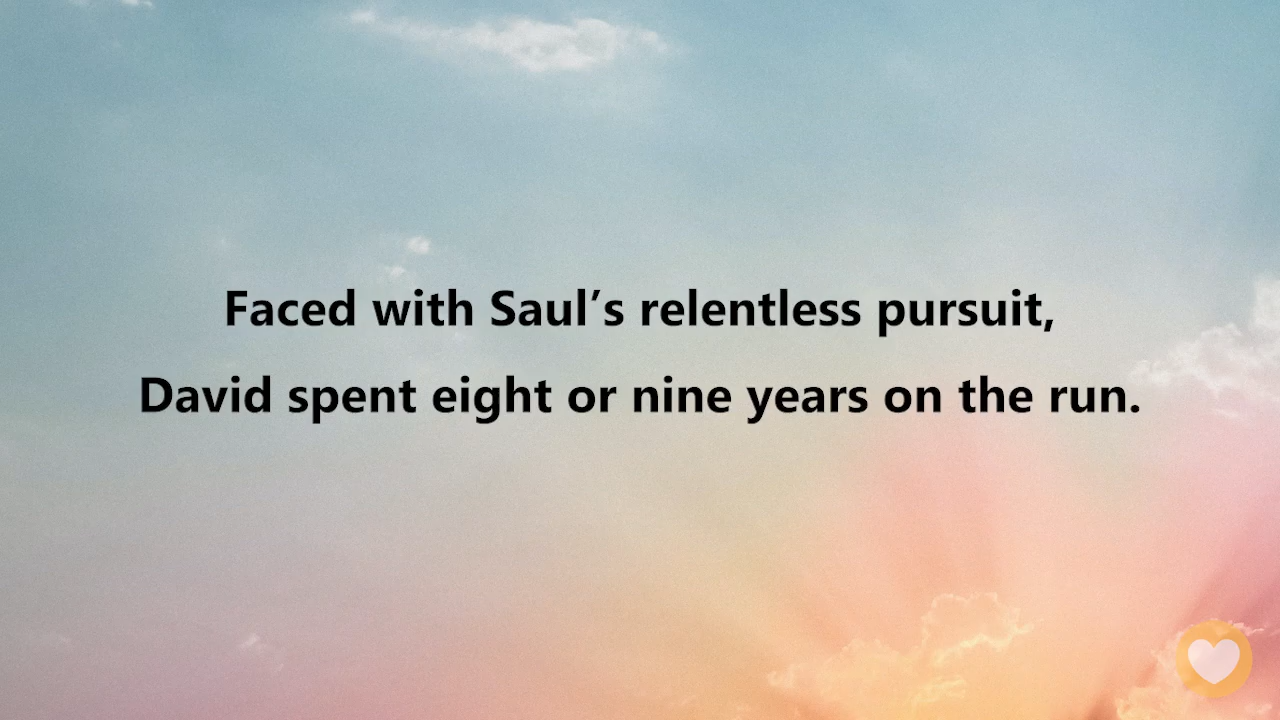 Faced with Saul’s relentless pursuit,
David spent eight or nine years on the run.